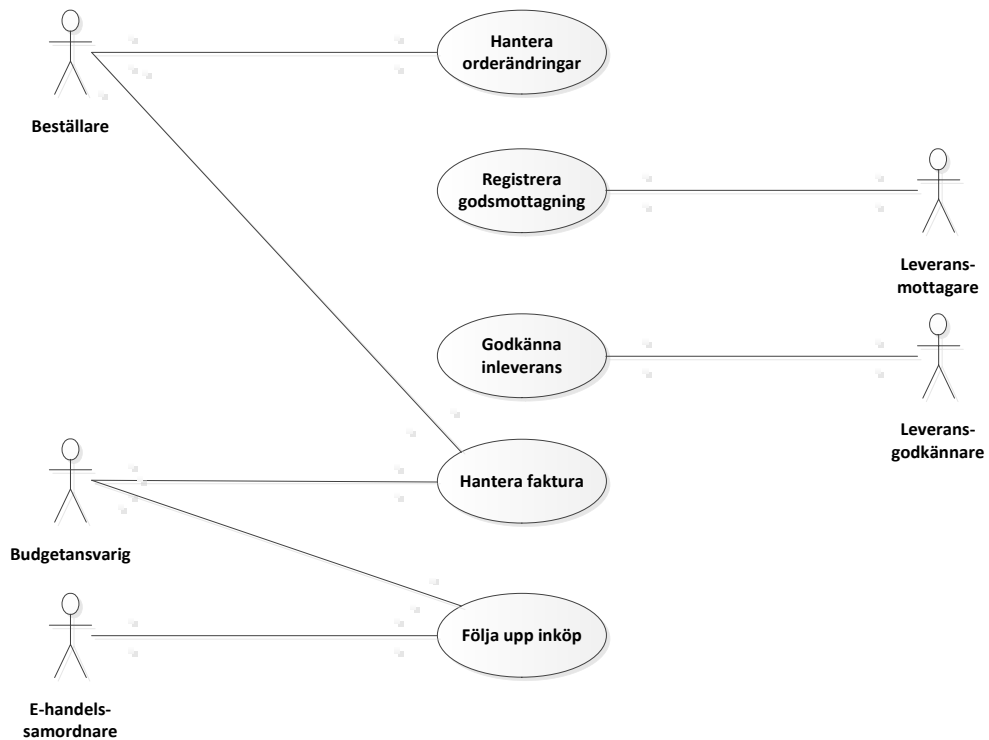 Hantera
orderändringar
Beställare
Registrera
godsmottagning
Leverans-
mottagare
Godkänna
inleverans
Leverans-
godkännare
Hantera faktura
Budgetansvarig
Följa upp inköp
E-handels-
samordnare